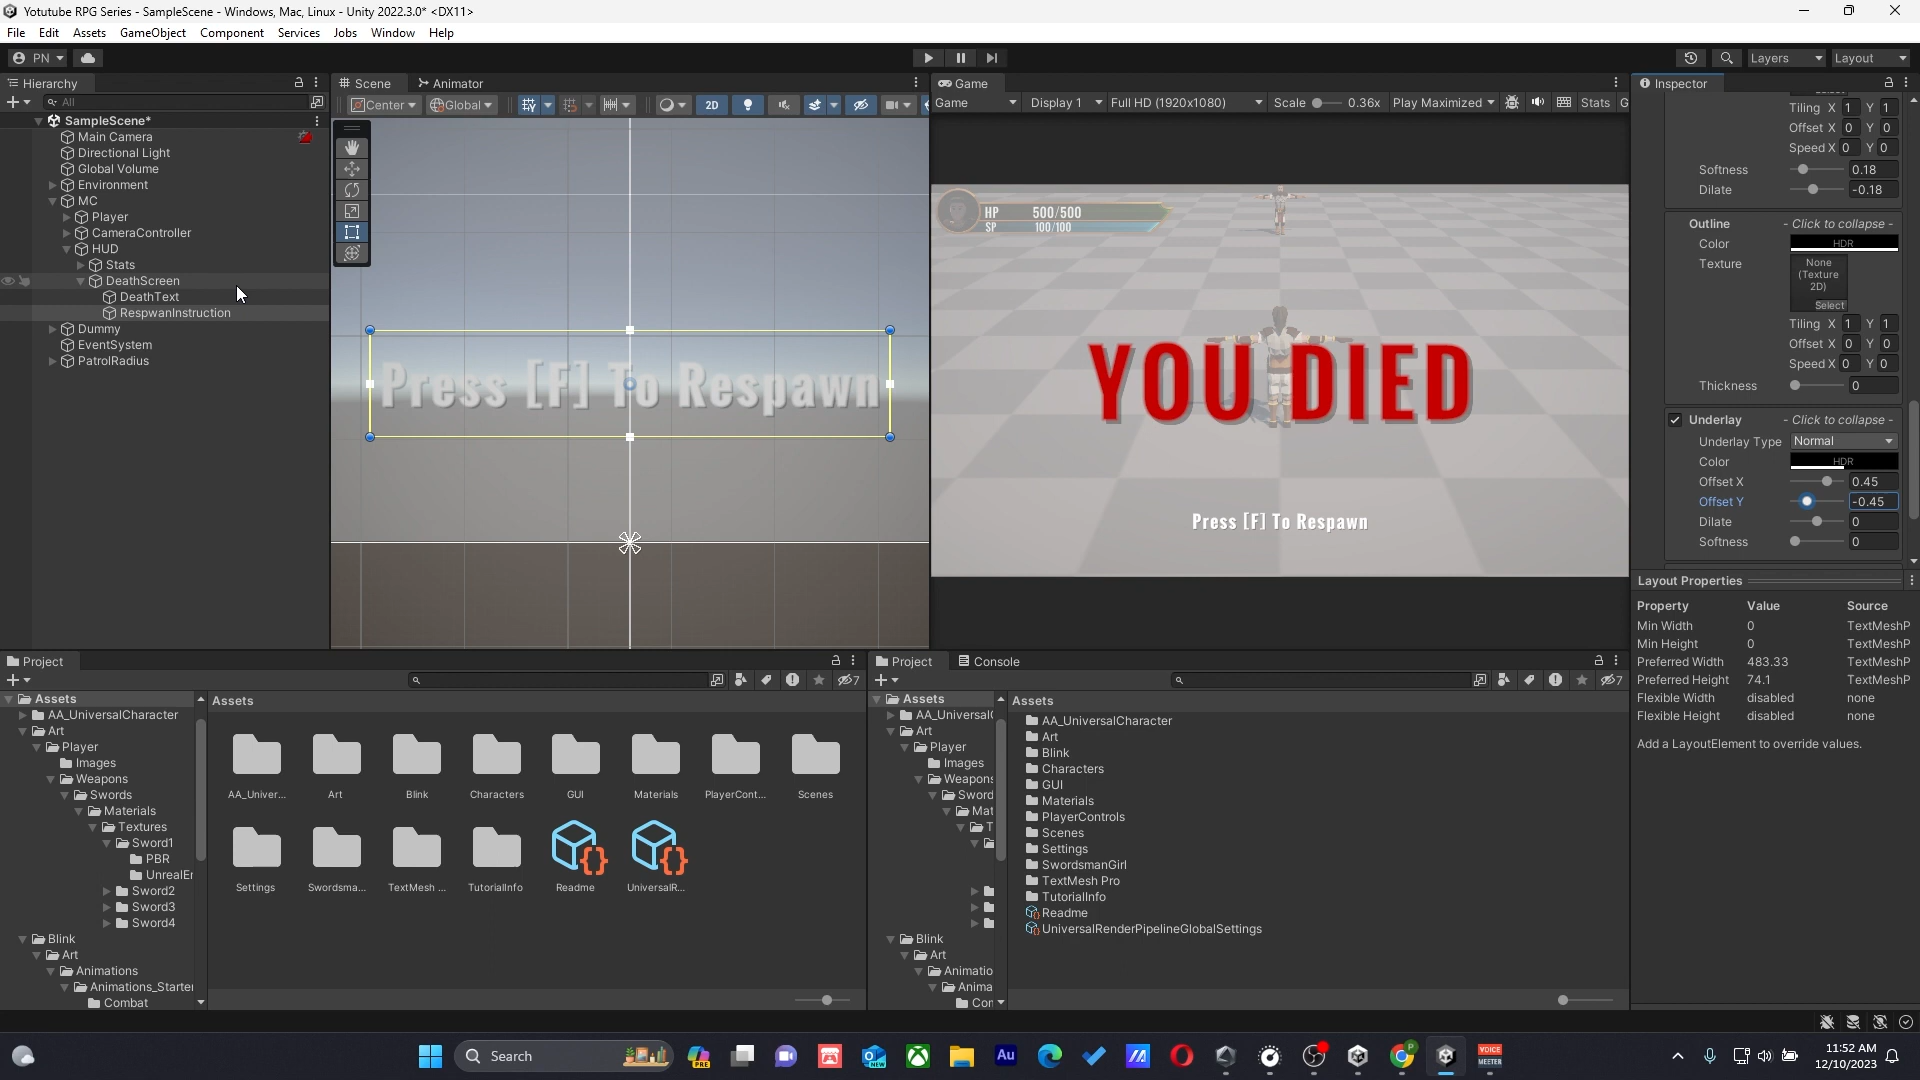 Yotutube RPG Series - SampleScene - Windows, Mac, Linux - Unity 2022.3.0* <DX11>
File Edit Assets GameObject Component Services Jobs Window Help
PN Layers Layout
Hierarchy Scene Animator Game Inspector
All Center Global 2D Game Display 1 Full HD (1920x1080) Scale 0.36x Play Maximized Stats G
SampleScene*
Main Camera
Directional Light
Global Volume
Environment
MC
Player
CameraController
HUD
Stats
DeathScreen
DeathText
RespwanInstruction
Dummy
EventSystem
PatrolRadius
Press [F] To Respawn
HP 500/500
SP 100/100
YOU DIED
Press [F] To Respawn
Tiling X 1 Y 1
Offset X 0 Y 0
Speed X 0 Y 0
Softness 0.18
Dilate -0.18
Outline - Click to collapse -
Color HDR
Texture None (Texture 2D)
Select
Tiling X 1 Y 1
Offset X 0 Y 0
Speed X 0 Y 0
Thickness 0
Underlay - Click to collapse -
Underlay Type Normal
Color HDR
Offset X 0.45
Offset Y -0.45
Dilate 0
Softness 0
Layout Properties
Property Value Source
Min Width 0 TextMeshP
Min Height 0 TextMeshP
Preferred Width 483.33 TextMeshP
Preferred Height 74.1 TextMeshP
Flexible Width disabled none
Flexible Height disabled none
Add a LayoutElement to override values.
Project
7
Assets
AA_UniversalCharacter
Art
Player
Images
Weapons
Swords
Materials
Textures
Sword1
PBR
UnrealEr
Sword2
Sword3
Sword4
Blink
Art
Animations
Animations_Starter
Combat
Assets
AA_Univer... Art Blink Characters GUI Materials PlayerCont... Scenes
Settings Swordsma... TextMesh ... TutorialInfo Readme UniversalR...
Project Console
7
Assets
AA_Universal(
Art
Player
Images
Weapons
Sword
Mat
T
Blink
Art
Animatio
Anima
Cor
Assets
AA_UniversalCharacter
Art
Blink
Characters
GUI
Materials
PlayerControls
Scenes
Settings
SwordsmanGirl
TextMesh Pro
TutorialInfo
Readme
UniversalRenderPipelineGlobalSettings
Search PRE NEW Au P VOICE MEETER
11:52 AM
12/10/2023